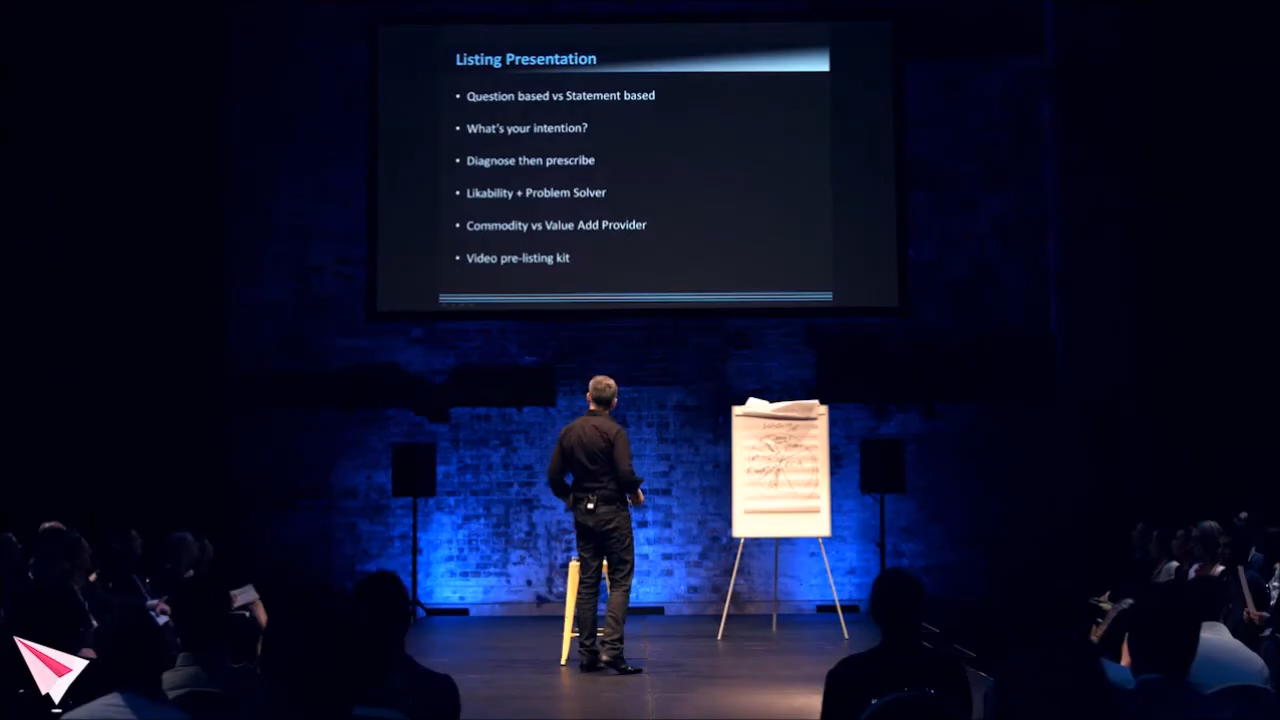 Listing Presentation
• Question based vs Statement based
• What's your intention?
• Diagnose then prescribe
• Likability + Problem Solver
• Commodity vs Value Add Provider
• Video pre-listing kit